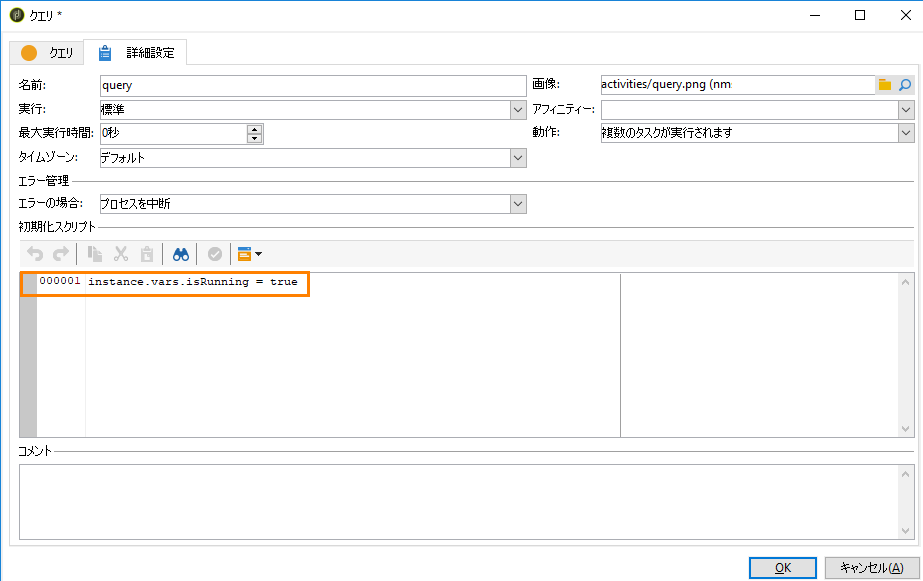 クエリ *
クエリ 詳細設定
名前: query 画像: activities/query.png (nm
実行: 標準 アフィニティー:
最大実行時間: 0秒 動作: 複数のタスクが実行されます
タイムゾーン: デフォルト
エラー管理
エラーの場合: プロセスを中断
初期化スクリプト
000001 instance.vars.isRunning = true
コメント
OK キャンセル(A)